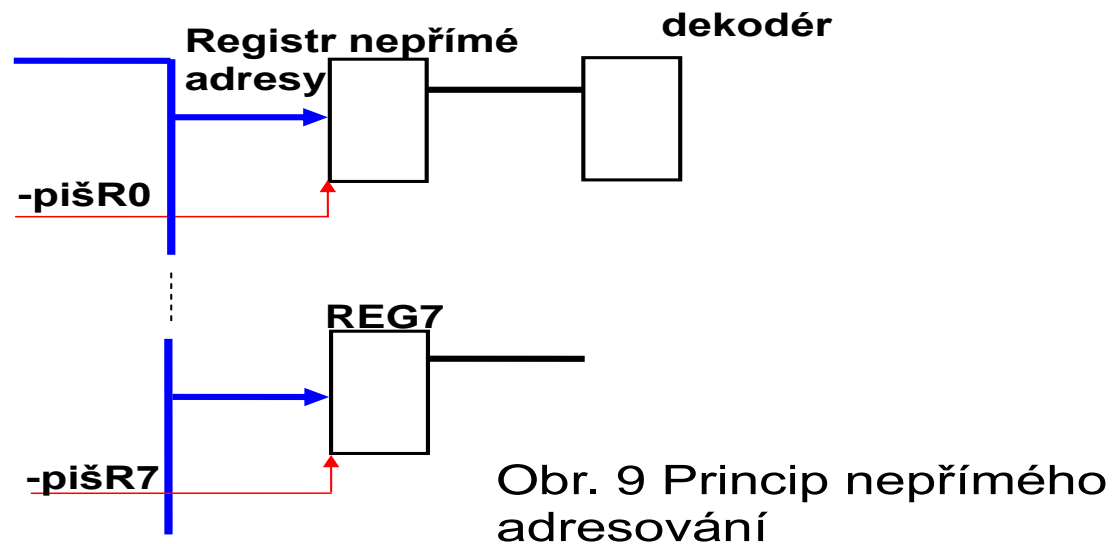 dekodér
Registr nepřímé
adresy
-pišR0
REG7
-pišR7
Obr. 9 Princip nepřímého
adresování